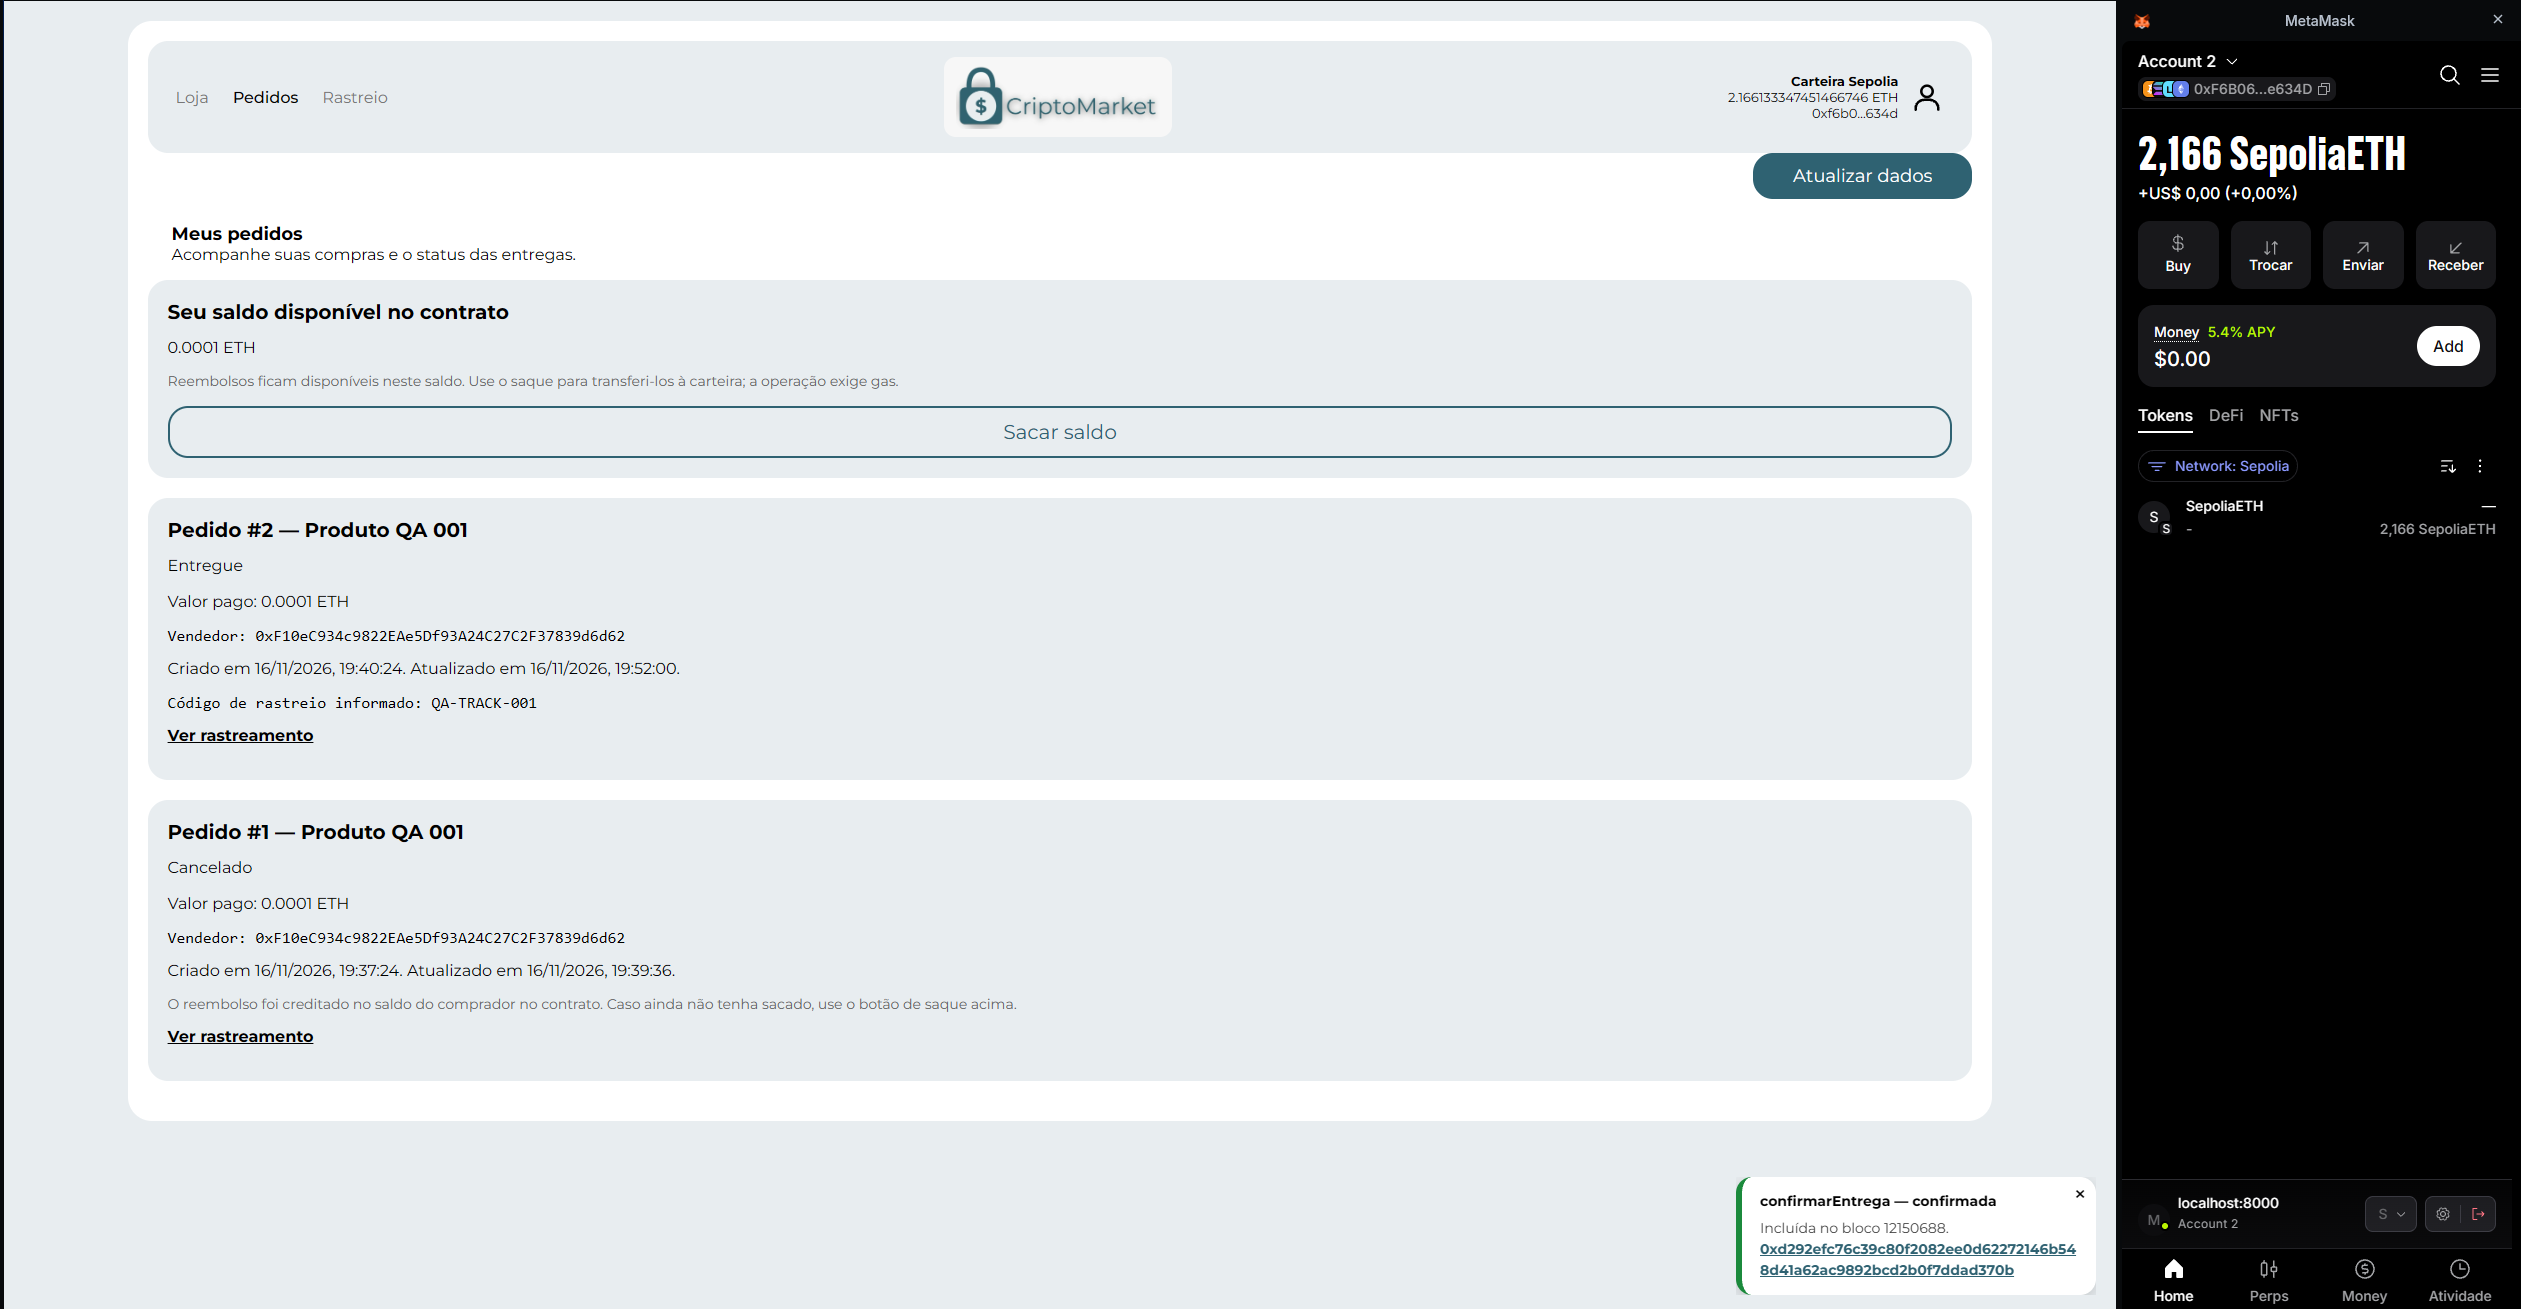 Loja Pedidos Rastreio
$ CriptoMarket
Carteira Sepolia
2.166133347451466746 ETH
0xf6b0...634d
Atualizar dados
Meus pedidos
Acompanhe suas compras e o status das entregas.
Seu saldo disponível no contrato
0.0001 ETH
Reembolsos ficam disponíveis neste saldo. Use o saque para transferi-los à carteira; a operação exige gas.
Sacar saldo
Pedido #2 — Produto QA 001
Entregue
Valor pago: 0.0001 ETH
Vendedor: 0xF10eC934c9822EAe5Df93A24C27C2F37839d6d62
Criado em 16/11/2026, 19:40:24. Atualizado em 16/11/2026, 19:52:00.
Código de rastreio informado: QA-TRACK-001
Ver rastreamento
Pedido #1 — Produto QA 001
Cancelado
Valor pago: 0.0001 ETH
Vendedor: 0xF10eC934c9822EAe5Df93A24C27C2F37839d6d62
Criado em 16/11/2026, 19:37:24. Atualizado em 16/11/2026, 19:39:36.
O reembolso foi creditado no saldo do comprador no contrato. Caso ainda não tenha sacado, use o botão de saque acima.
Ver rastreamento
confirmarEntrega — confirmada
Incluída no bloco 12150688.
0xd292efc76c39c80f2082ee0d62272146b54
8d41a62ac9892bcd2b0f7ddad370b
MetaMask
Account 2
0xF6B06...e634D
2,166 SepoliaETH
+US$ 0,00 (+0,00%)
Buy Trocar Enviar Receber
Money 5.4% APY
$0.00
Add
Tokens DeFi NFTs
Network: Sepolia
S S SepoliaETH —
- 2,166 SepoliaETH
M localhost:8000
Account 2
S
Home Perps Money Atividade